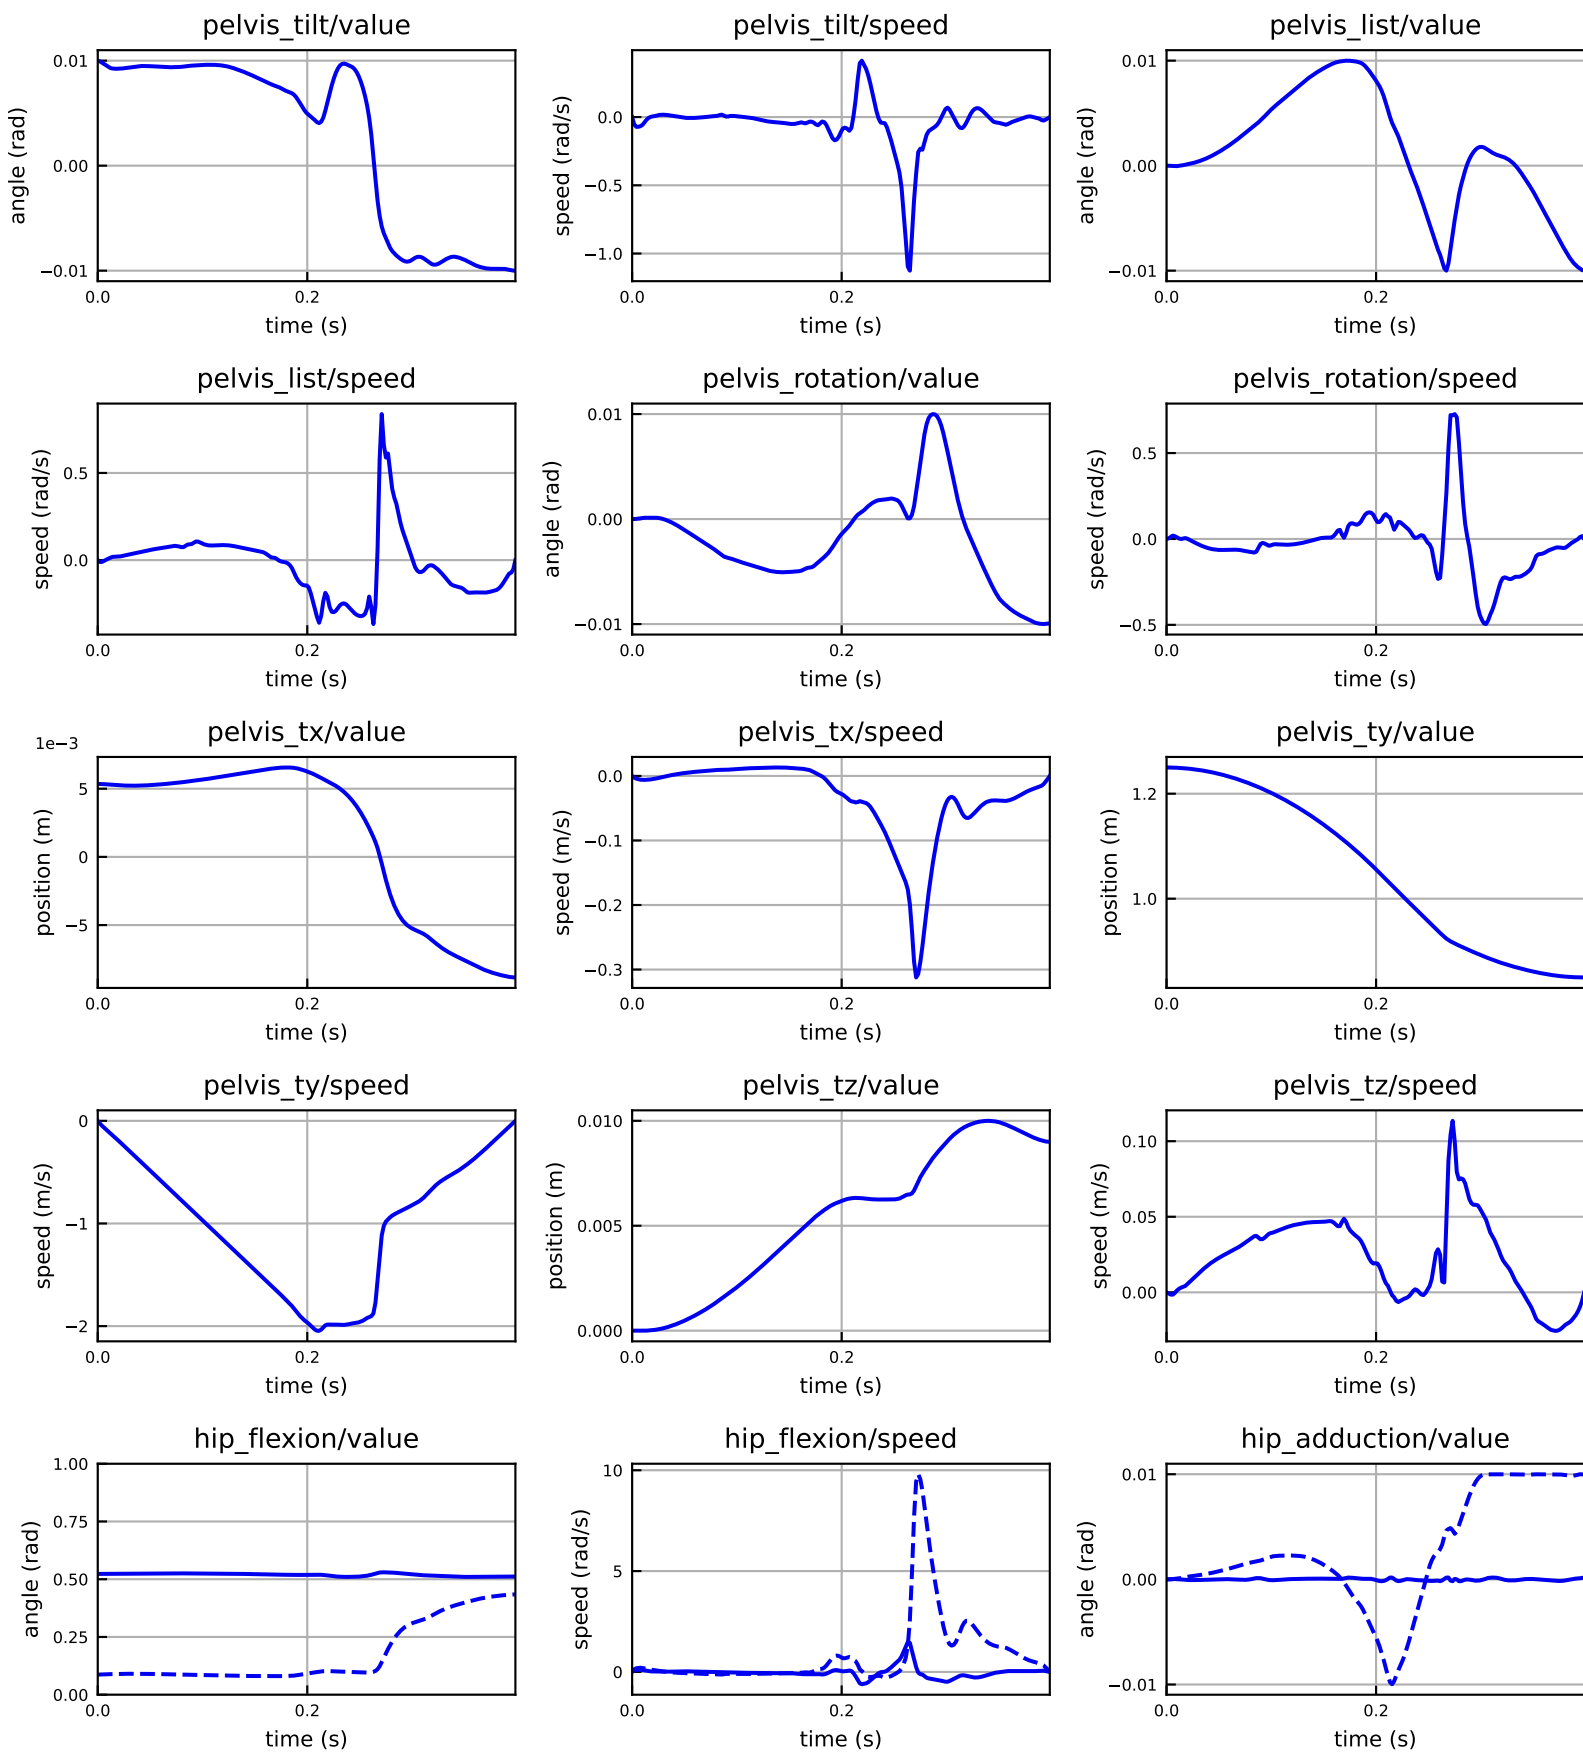 pelvis_tilt/value
angle (rad)
0.01
0.00
−0.01
0.0
0.2
time (s)
pelvis_tilt/speed
speed (rad/s)
0.0
−0.5
−1.0
0.0
0.2
time (s)
pelvis_list/value
angle (rad)
0.01
0.00
−0.01
0.0
0.2
time (s)
pelvis_list/speed
speed (rad/s)
0.5
0.0
0.0
0.2
time (s)
pelvis_rotation/value
angle (rad)
0.01
0.00
−0.01
0.0
0.2
time (s)
pelvis_rotation/speed
speed (rad/s)
0.5
0.0
−0.5
0.0
0.2
time (s)
pelvis_tx/value
1e−3
position (m)
5
0
−5
0.0
0.2
time (s)
pelvis_tx/speed
speed (m/s)
0.0
−0.1
−0.2
−0.3
0.0
0.2
time (s)
pelvis_ty/value
position (m)
1.2
1.0
0.0
0.2
time (s)
pelvis_ty/speed
speed (m/s)
0
−1
−2
0.0
0.2
time (s)
pelvis_tz/value
position (m)
0.010
0.005
0.000
0.0
0.2
time (s)
pelvis_tz/speed
speed (m/s)
0.10
0.05
0.00
0.0
0.2
time (s)
hip_flexion/value
angle (rad)
1.00
0.75
0.50
0.25
0.00
0.0
0.2
time (s)
hip_flexion/speed
speed (rad/s)
10
5
0
0.0
0.2
time (s)
hip_adduction/value
angle (rad)
0.01
0.00
−0.01
0.0
0.2
time (s)